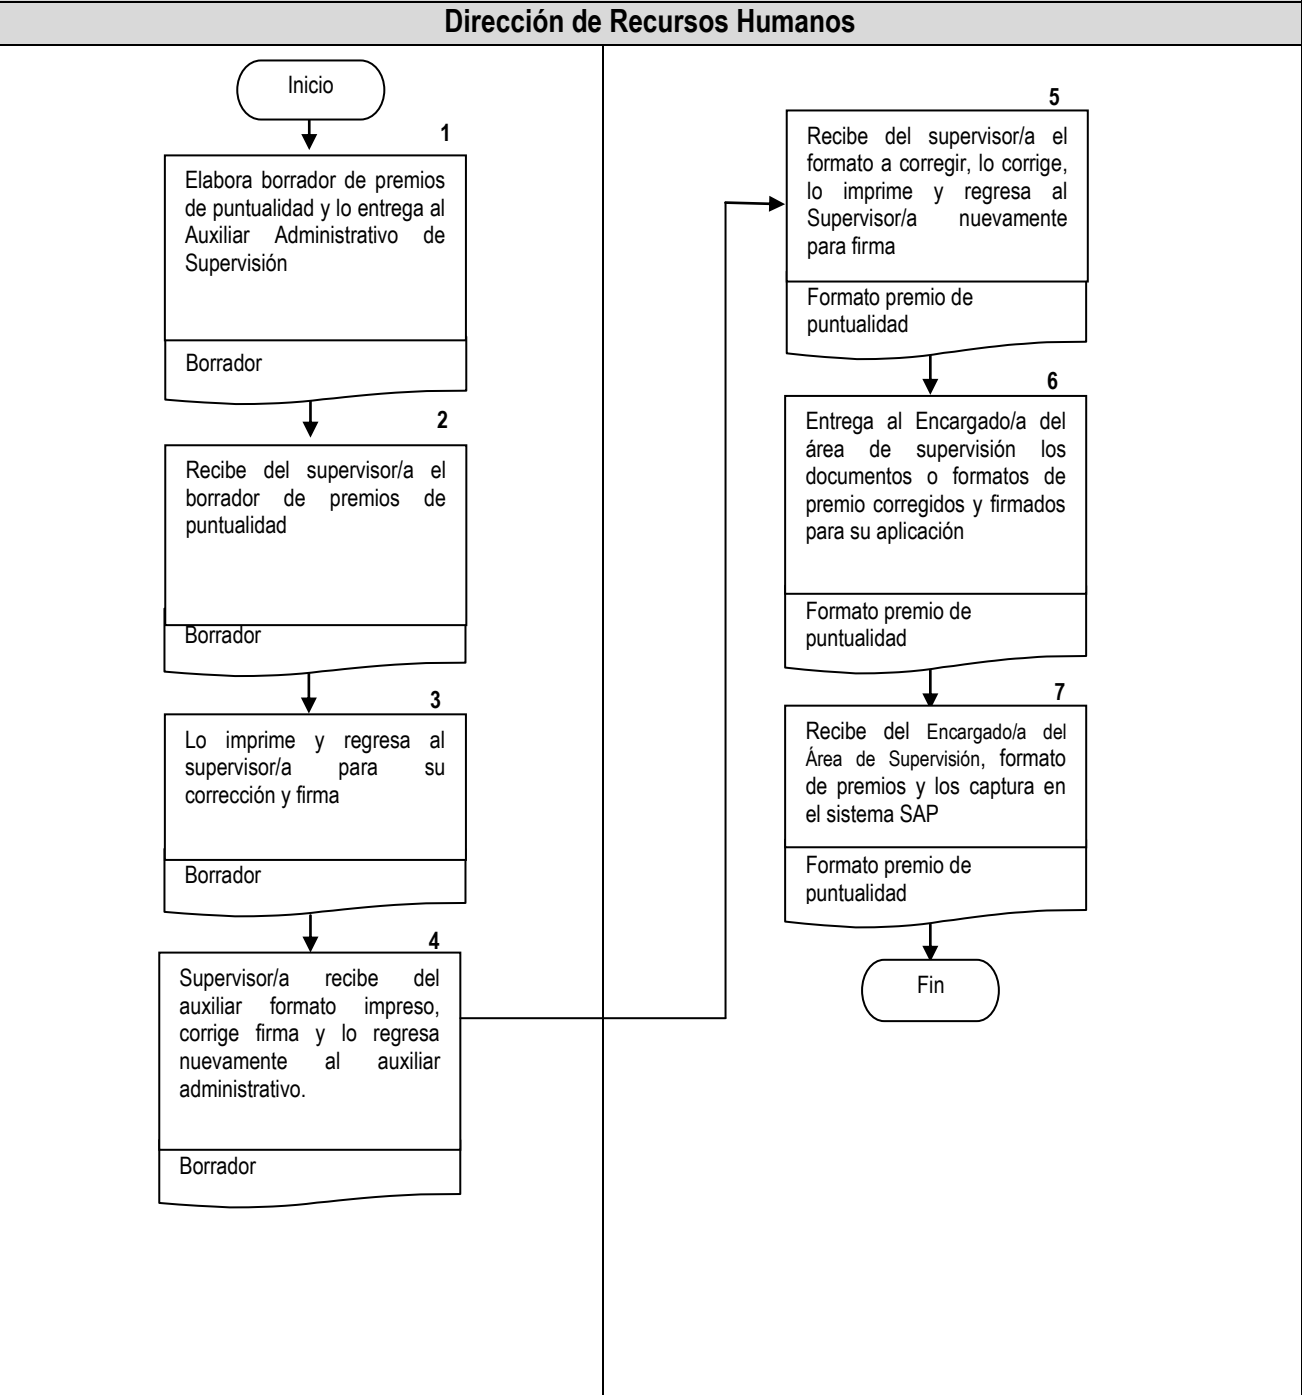 Dirección de Recursos Humanos
Inicio
1
Elabora borrador de premios
de puntualidad y lo entrega al
Auxiliar Administrativo de
Supervisión
Borrador
2
Recibe del supervisor/a el
borrador de premios de
puntualidad
Borrador
3
Lo imprime y regresa al
supervisor/a para su
corrección y firma
Borrador
4
Supervisor/a recibe del
auxiliar formato impreso,
corrige firma y lo regresa
nuevamente al auxiliar
administrativo.
Borrador
5
Recibe del supervisor/a el
formato a corregir, lo corrige,
lo imprime y regresa al
Supervisor/a nuevamente
para firma
Formato premio de
puntualidad
6
Entrega al Encargado/a del
área de supervisión los
documentos o formatos de
premio corregidos y firmados
para su aplicación
Formato premio de
puntualidad
7
Recibe del Encargado/a del
Área de Supervisión, formato
de premios y los captura en
el sistema SAP
Formato premio de
puntualidad
Fin